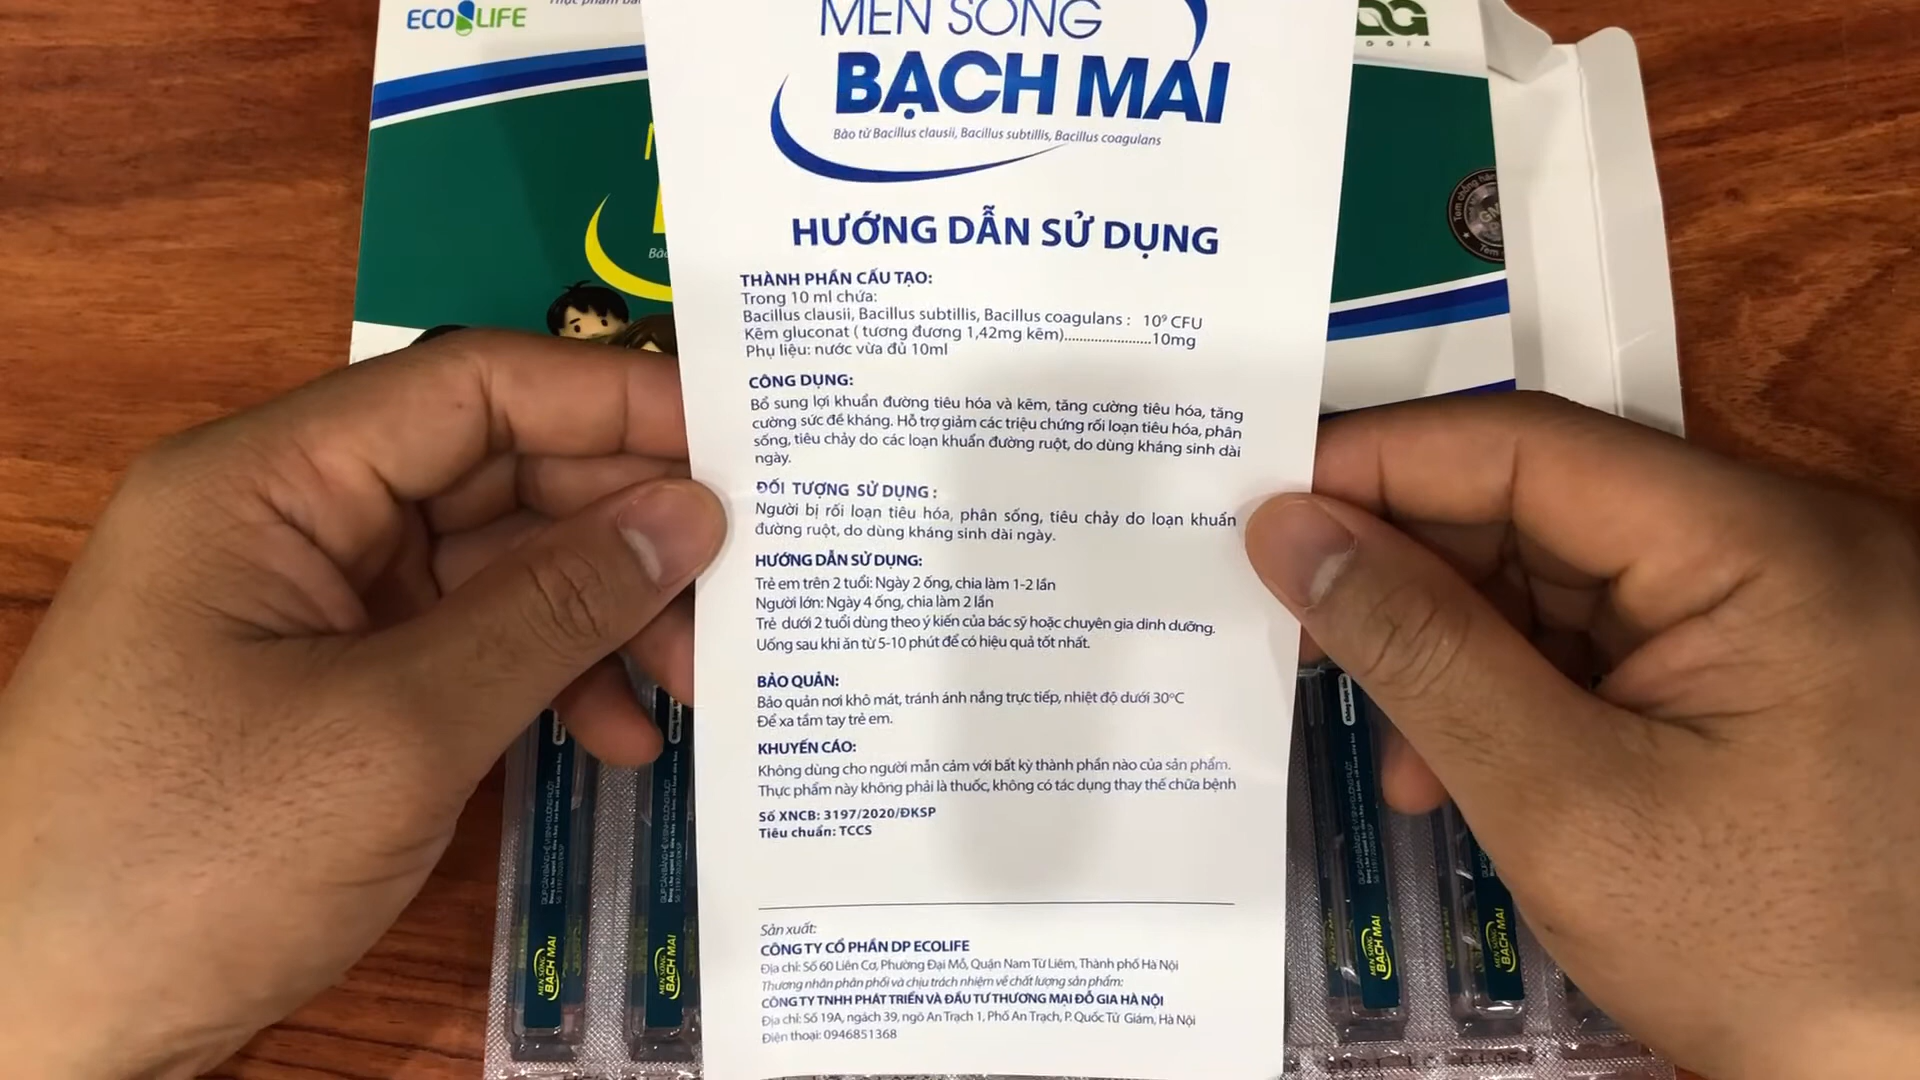 ECO LIFE
MEN SỐNG
BẠCH MAI
Bào tử Bacillus clausii, Bacillus subtillis, Bacillus coagulans
HƯỚNG DẪN SỬ DỤNG
THÀNH PHẦN CẤU TẠO:
Trong 10 ml chứa:
Bacillus clausii, Bacillus subtillis, Bacillus coagulans : 10⁹ CFU
Kẽm gluconat ( tương đương 1,42mg kẽm)......................10mg
Phụ liệu: nước vừa đủ 10ml
CÔNG DỤNG:
Bổ sung lợi khuẩn đường tiêu hóa và kẽm, tăng cường tiêu hóa, tăng
cường sức đề kháng. Hỗ trợ giảm các triệu chứng rối loạn tiêu hóa, phân
sống, tiêu chảy do các loạn khuẩn đường ruột, do dùng kháng sinh dài
ngày.
ĐỐI TƯỢNG SỬ DỤNG :
Người bị rối loạn tiêu hóa, phân sống, tiêu chảy do loạn khuẩn
đường ruột, do dùng kháng sinh dài ngày.
HƯỚNG DẪN SỬ DỤNG:
Trẻ em trên 2 tuổi: Ngày 2 ống, chia làm 1-2 lần
Người lớn: Ngày 4 ống, chia làm 2 lần
Trẻ dưới 2 tuổi dùng theo ý kiến của bác sỹ hoặc chuyên gia dinh dưỡng.
Uống sau khi ăn từ 5-10 phút để có hiệu quả tốt nhất.
BẢO QUẢN:
Bảo quản nơi khô mát, tránh ánh nắng trực tiếp, nhiệt độ dưới 30°C
Để xa tầm tay trẻ em.
KHUYẾN CÁO:
Không dùng cho người mẫn cảm với bất kỳ thành phần nào của sản phẩm.
Thực phẩm này không phải là thuốc, không có tác dụng thay thế chữa bệnh
Số XNCB: 3197/2020/ĐKSP
Tiêu chuẩn: TCCS
Sản xuất:
CÔNG TY CỔ PHẦN DP ECOLIFE
Địa chỉ: Số 60 Liên Cơ, Phường Đại Mỗ, Quận Nam Từ Liêm, Thành phố Hà Nội
Thương nhân phân phối và chịu trách nhiệm về chất lượng sản phẩm:
CÔNG TY TNHH PHÁT TRIỂN VÀ ĐẦU TƯ THƯƠNG MẠI ĐỖ GIA HÀ NỘI
Địa chỉ: Số 19A, ngách 39, ngõ An Trạch 1, Phố An Trạch, P. Quốc Tử Giám, Hà Nội
Điện thoại: 0946851368
MEN SỐNG
BẠCH MAI
MEN SỐNG
BẠCH MAI
MEN SỐNG
BẠCH MAI
MEN SỐNG
BẠCH MAI